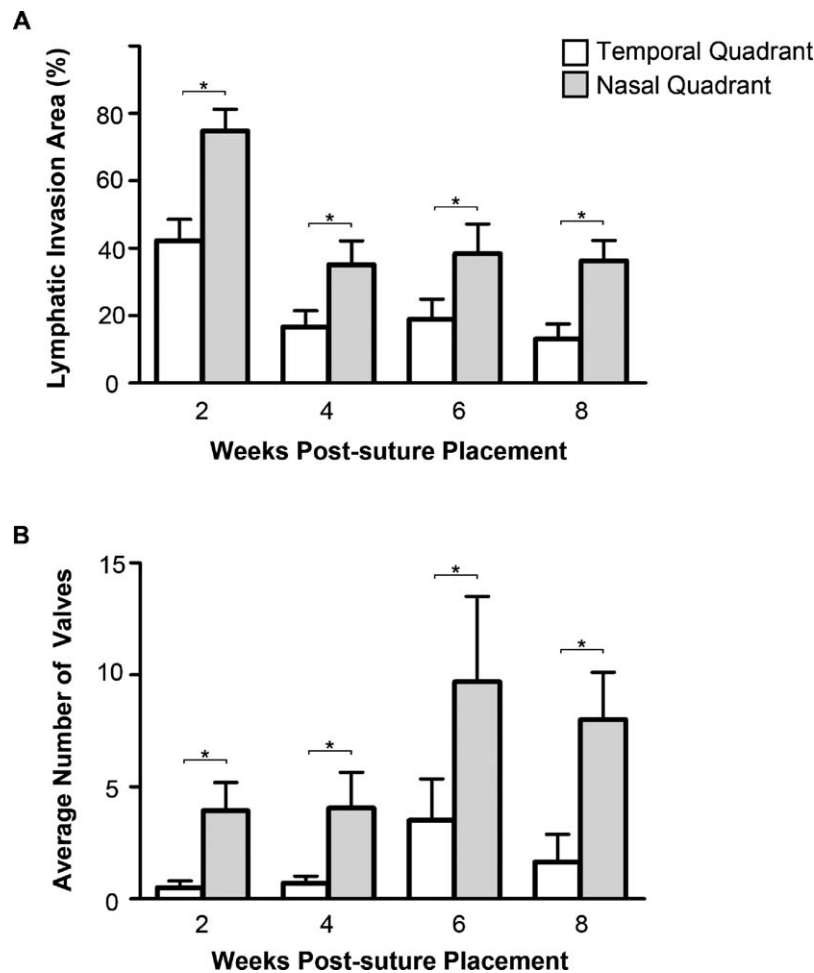 A
Temporal Quadrant
Nasal Quadrant
Lymphatic Invasion Area (%)
80
60
40
20
0
*
*
*
*
2 4 6 8
Weeks Post-suture Placement
B
Average Number of Valves
15
10
5
0
*
*
*
*
2 4 6 8
Weeks Post-suture Placement